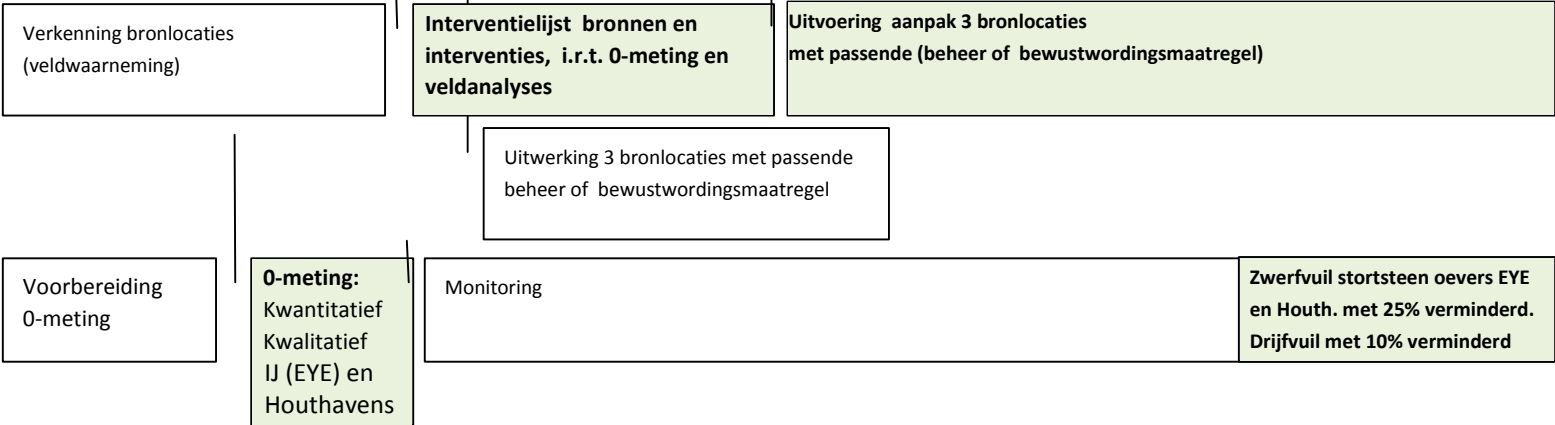 Verkenning bronlocaties
(veldwaarneming)
Interventielijst bronnen en
interventies, i.r.t. 0-meting en
veldanalyses
Uitvoering aanpak 3 bronlocaties
met passende (beheer of bewustwordingsmaatregel)
Uitwerking 3 bronlocaties met passende
beheer of bewustwordingsmaatregel
Voorbereiding
0-meting
0-meting:
Kwantitatief
Kwalitatief
IJ (EYE) en
Houthavens
Monitoring
Zwerfvuil stortsteen oevers EYE
en Houth. met 25% verminderd.
Drijfvuil met 10% verminderd